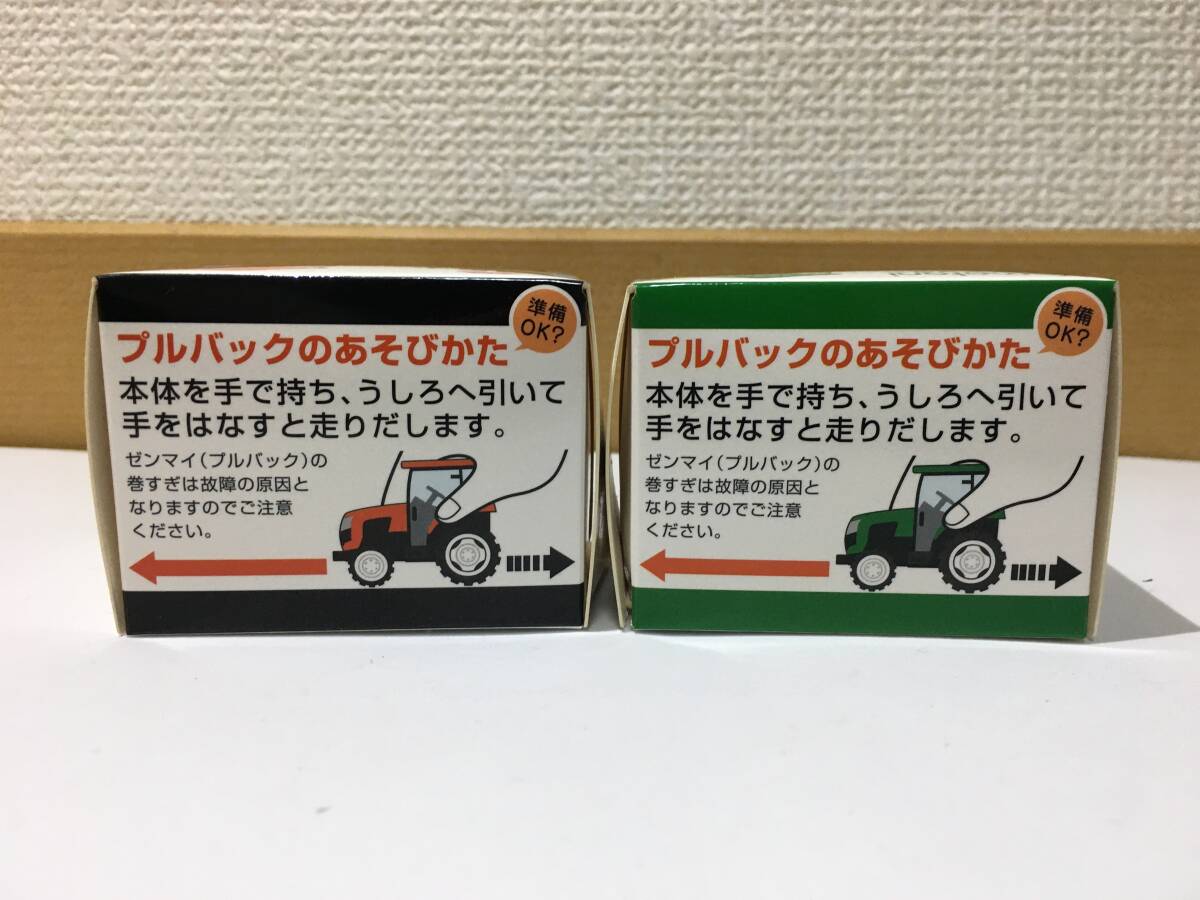 準備
OK?
プルバックのあそびかた
本体を手で持ち、うしろへ引いて
手をはなすと走りだします。
ゼンマイ(プルバック)の
巻すぎは故障の原因と
なりますのでご注意
ください。
準備
OK?
プルバックのあそびかた
本体を手で持ち、うしろへ引いて
手をはなすと走りだします。
ゼンマイ(プルバック)の
巻すぎは故障の原因と
なりますのでご注意
ください。